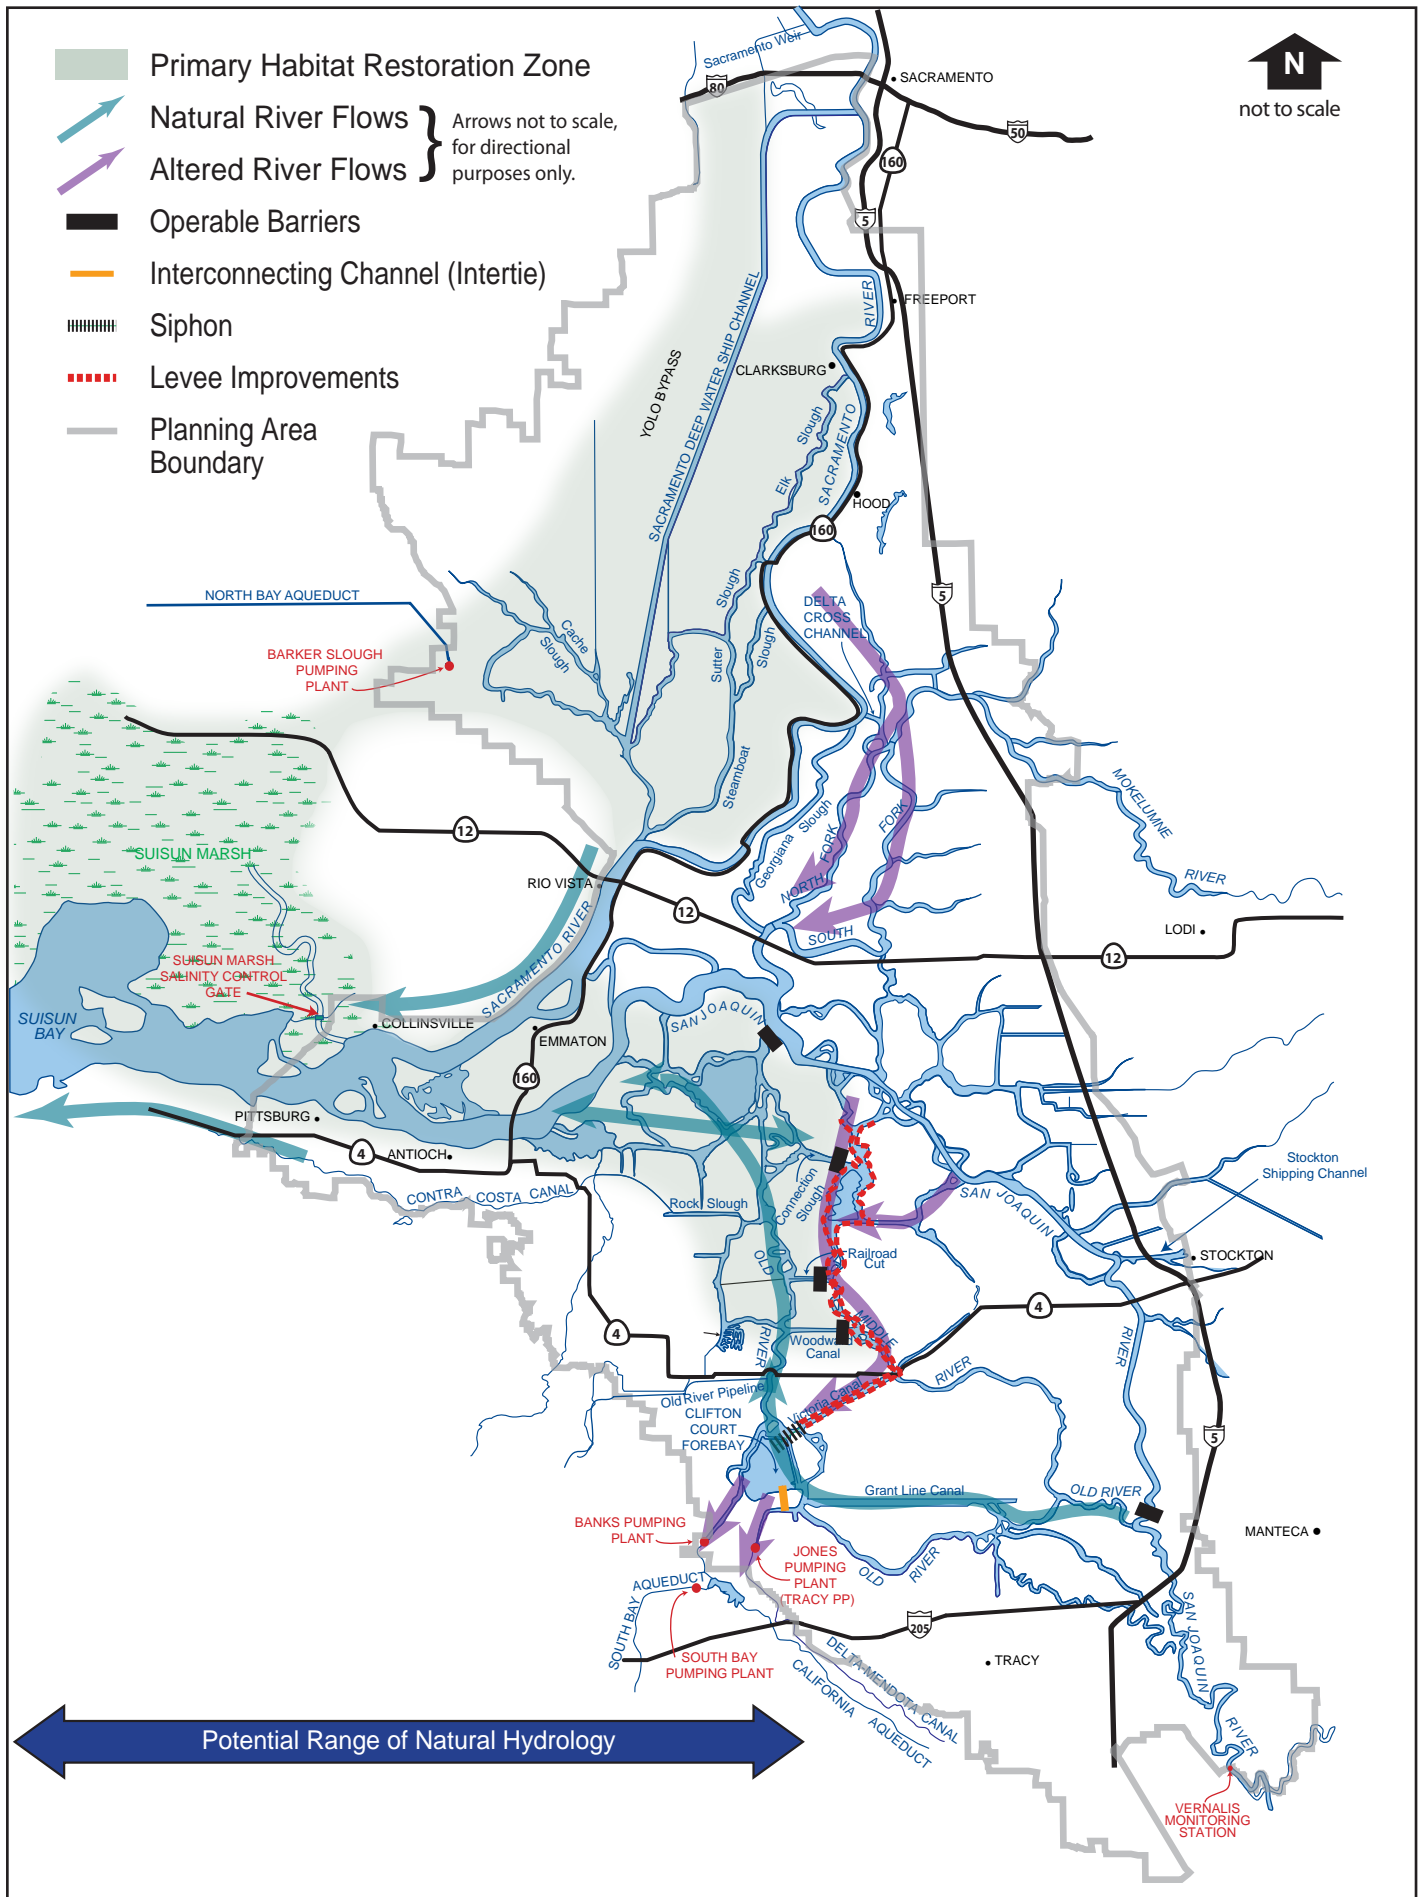 Primary Habitat Restoration Zone
Natural River Flows
Altered River Flows
Arrows not to scale,
for directional
purposes only.
Operable Barriers
Interconnecting Channel (Intertie)
Siphon
Levee Improvements
Planning Area
Boundary
N
not to scale
Sacramento Weir
80
SACRAMENTO
50
160
5
RIVER
FREEPORT
SACRAMENTO DEEP WATER SHIP CHANNEL
YOLO BYPASS
CLARKSBURG
Elk Slough
SACRAMENTO
HOOD
160
5
NORTH BAY AQUEDUCT
BARKER SLOUGH
PUMPING
PLANT
Cache
Slough
Sutter
Slough
Steamboat
Slough
DELTA
CROSS
CHANNEL
MOKELUMNE
RIVER
Georgiana Slough
NORTH
FORK
SOUTH
FORK
12
SUISUN MARSH
RIO VISTA
12
LODI
12
SUISUN MARSH
SALINITY CONTROL
GATE
SUISUN
BAY
SACRAMENTO RIVER
COLLINSVILLE
EMMATON
160
SAN JOAQUIN
PITTSBURG
4
ANTIOCH
CONTRA COSTA CANAL
Rock Slough
Connection
Slough
Stockton
Shipping Channel
SAN JOAQUIN
RIVER
STOCKTON
OLD
RIVER
Railroad
Cut
4
MIDDLE
RIVER
4
Woodward
Canal
Old River Pipeline
Victoria Canal
CLIFTON
COURT
FOREBAY
5
Grant Line Canal
OLD RIVER
BANKS PUMPING
PLANT
MANTECA
JONES
PUMPING
PLANT
(TRACY PP)
OLD
RIVER
SOUTH BAY
AQUEDUCT
205
SOUTH BAY
PUMPING PLANT
TRACY
DELTA-MENDOTA CANAL
CALIFORNIA AQUEDUCT
SAN JOAQUIN
RIVER
Potential Range of Natural Hydrology
VERNALIS
MONITORING
STATION